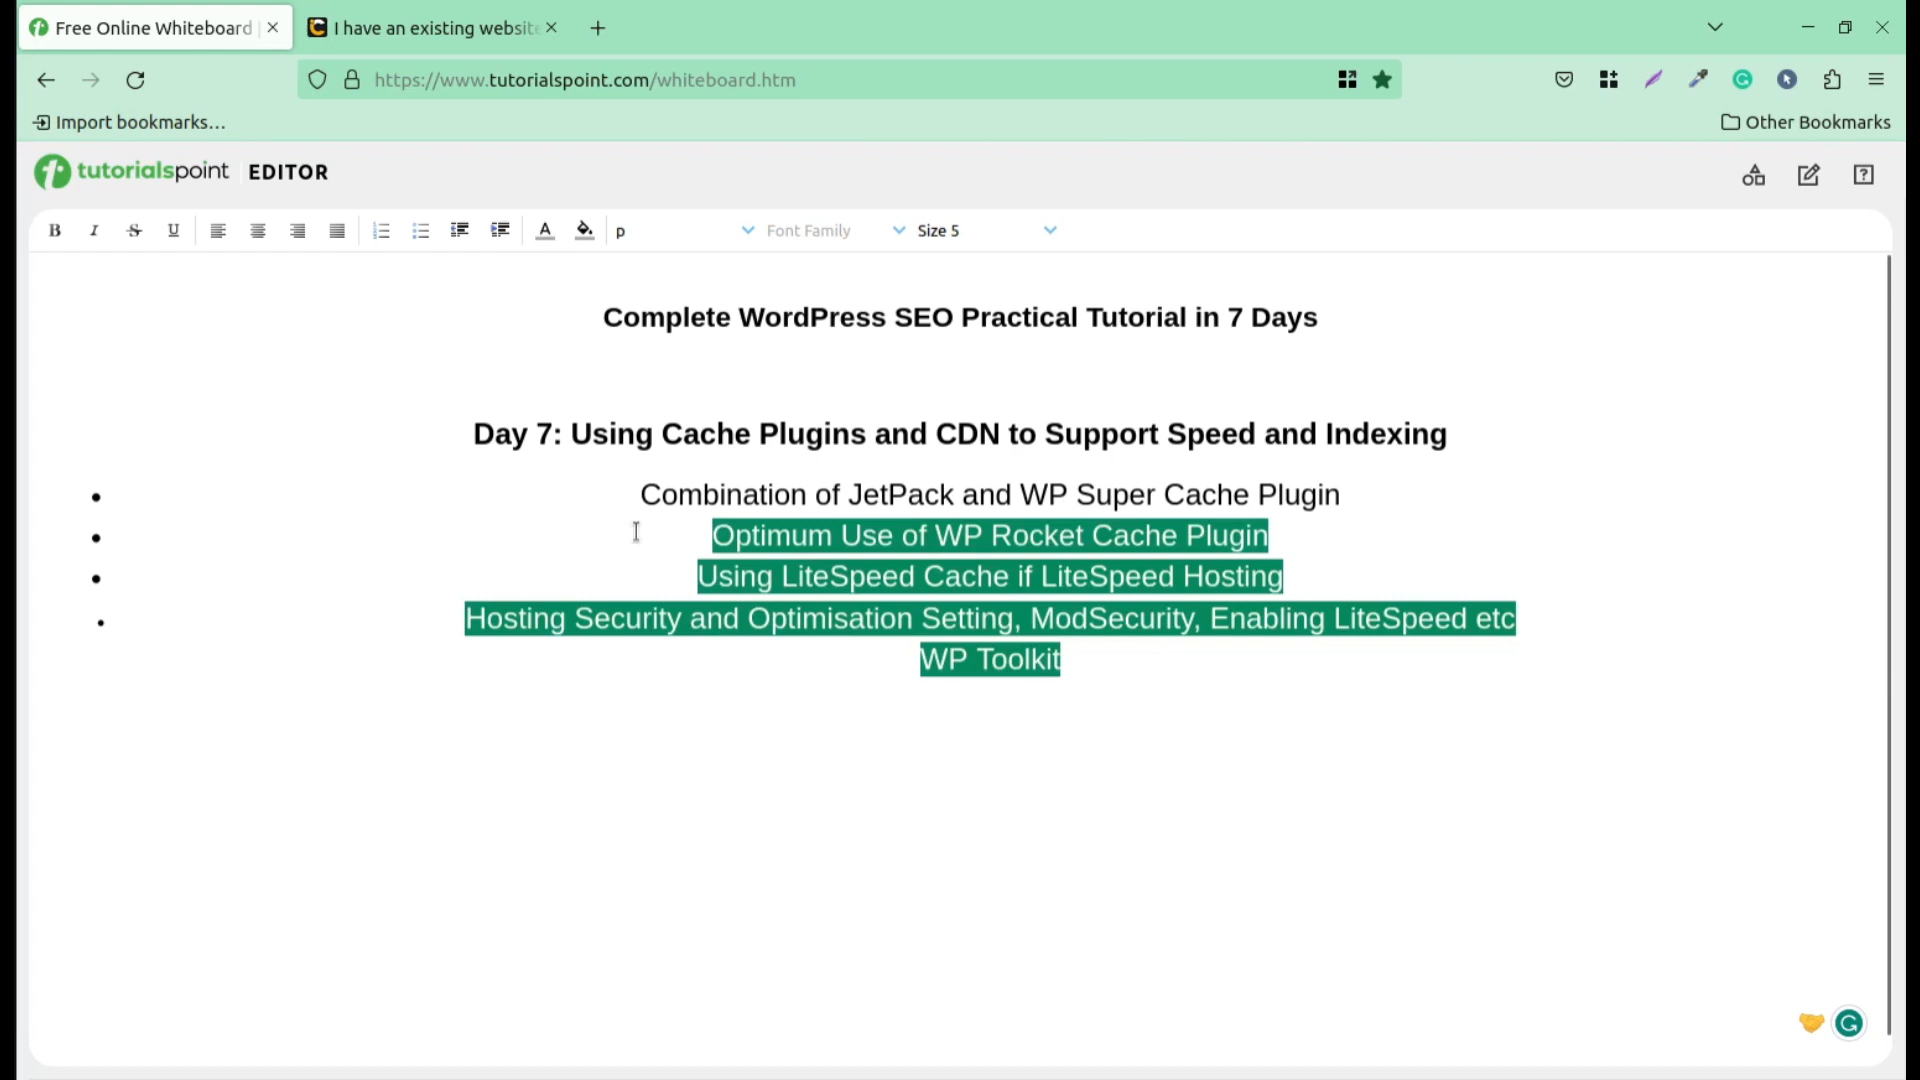 Free Online Whiteboard
I have an existing website
https://www.tutorialspoint.com/whiteboard.htm
Import bookmarks…
Other Bookmarks
tutorialspoint EDITOR
B I S U A p Font Family Size 5
Complete WordPress SEO Practical Tutorial in 7 Days
Day 7: Using Cache Plugins and CDN to Support Speed and Indexing
• Combination of JetPack and WP Super Cache Plugin
• Optimum Use of WP Rocket Cache Plugin
• Using LiteSpeed Cache if LiteSpeed Hosting
• Hosting Security and Optimisation Setting, ModSecurity, Enabling LiteSpeed etc
WP Toolkit